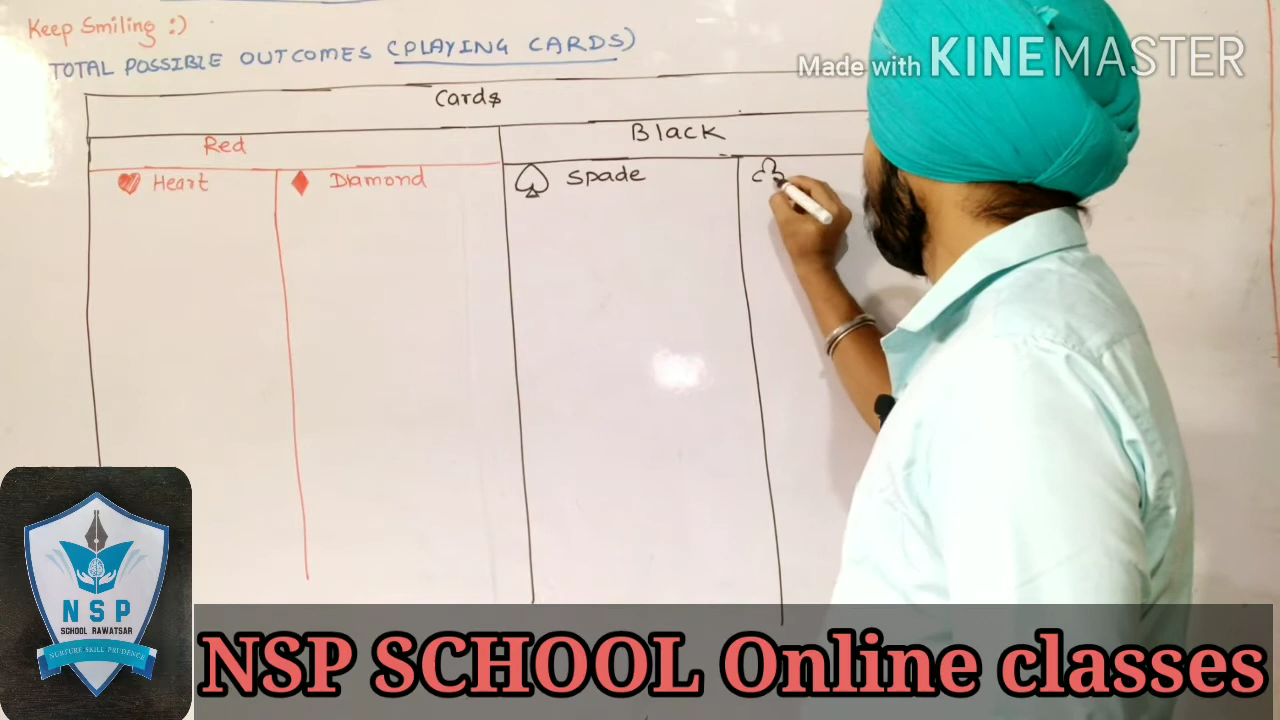 Keep Smiling :)
TOTAL POSSIBLE OUTCOMES (PLAYING CARDS)
Made with KINEMASTER
Cards
Red
Black
Heart
Diamond
Spade
NSP
SCHOOL RAWATSAR
NURTURE SKILL PRUDENCE
NSP SCHOOL Online classes